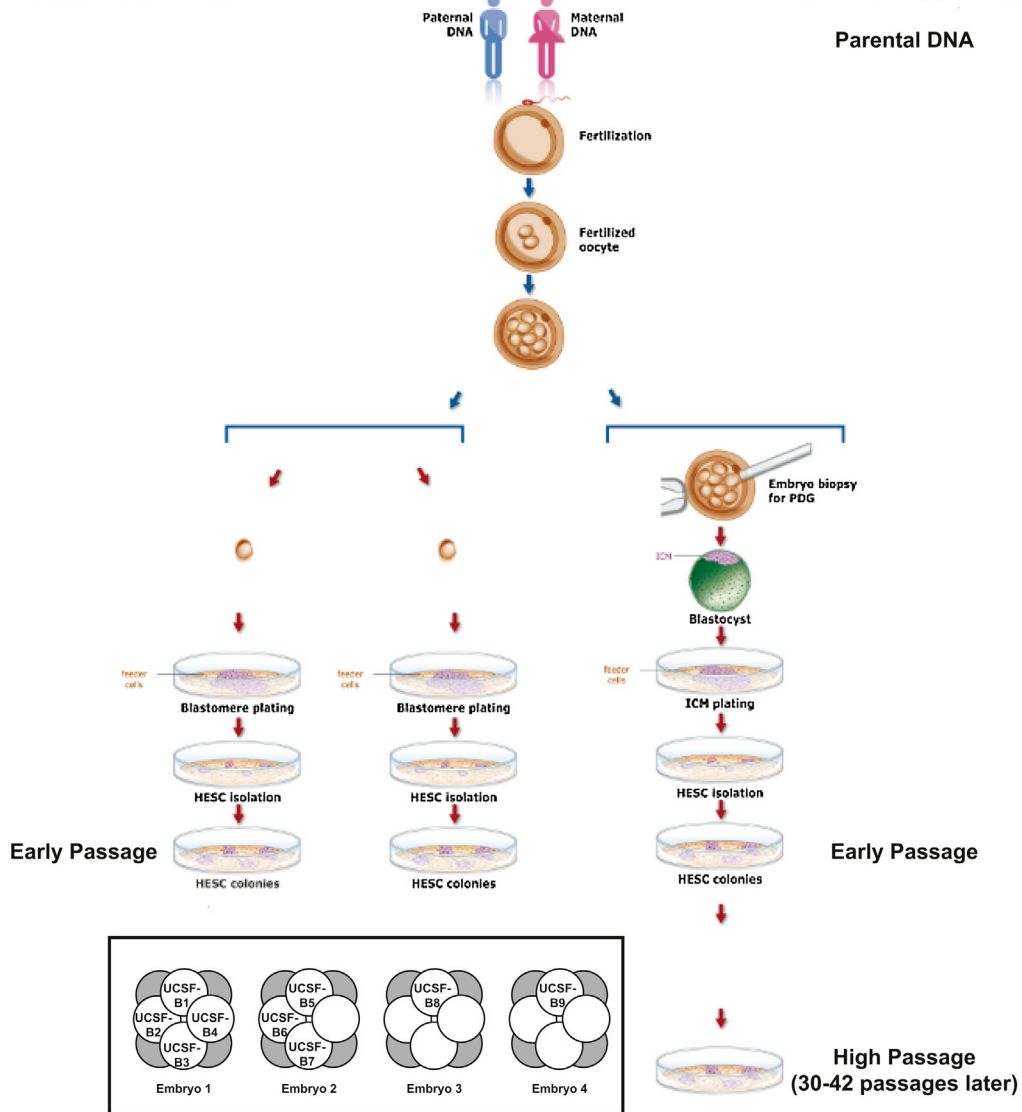 Paternal
DNA
Maternal
DNA
Parental DNA
Fertilization
Fertilized
oocyte
Embryo biopsy
for PDG
ICM
Blastocyst
feeder
cells
Blastomere plating
feeder
cells
Blastomere plating
feeder
cells
ICM plating
HESC isolation
HESC isolation
HESC isolation
Early Passage
HESC colonies
HESC colonies
HESC colonies
Early Passage
UCSF-
B1
UCSF-
B2
UCSF-
B4
UCSF-
B3
Embryo 1
UCSF-
B5
UCSF-
B6
UCSF-
B7
Embryo 2
UCSF-
B8
Embryo 3
UCSF-
B9
Embryo 4
High Passage
(30-42 passages later)